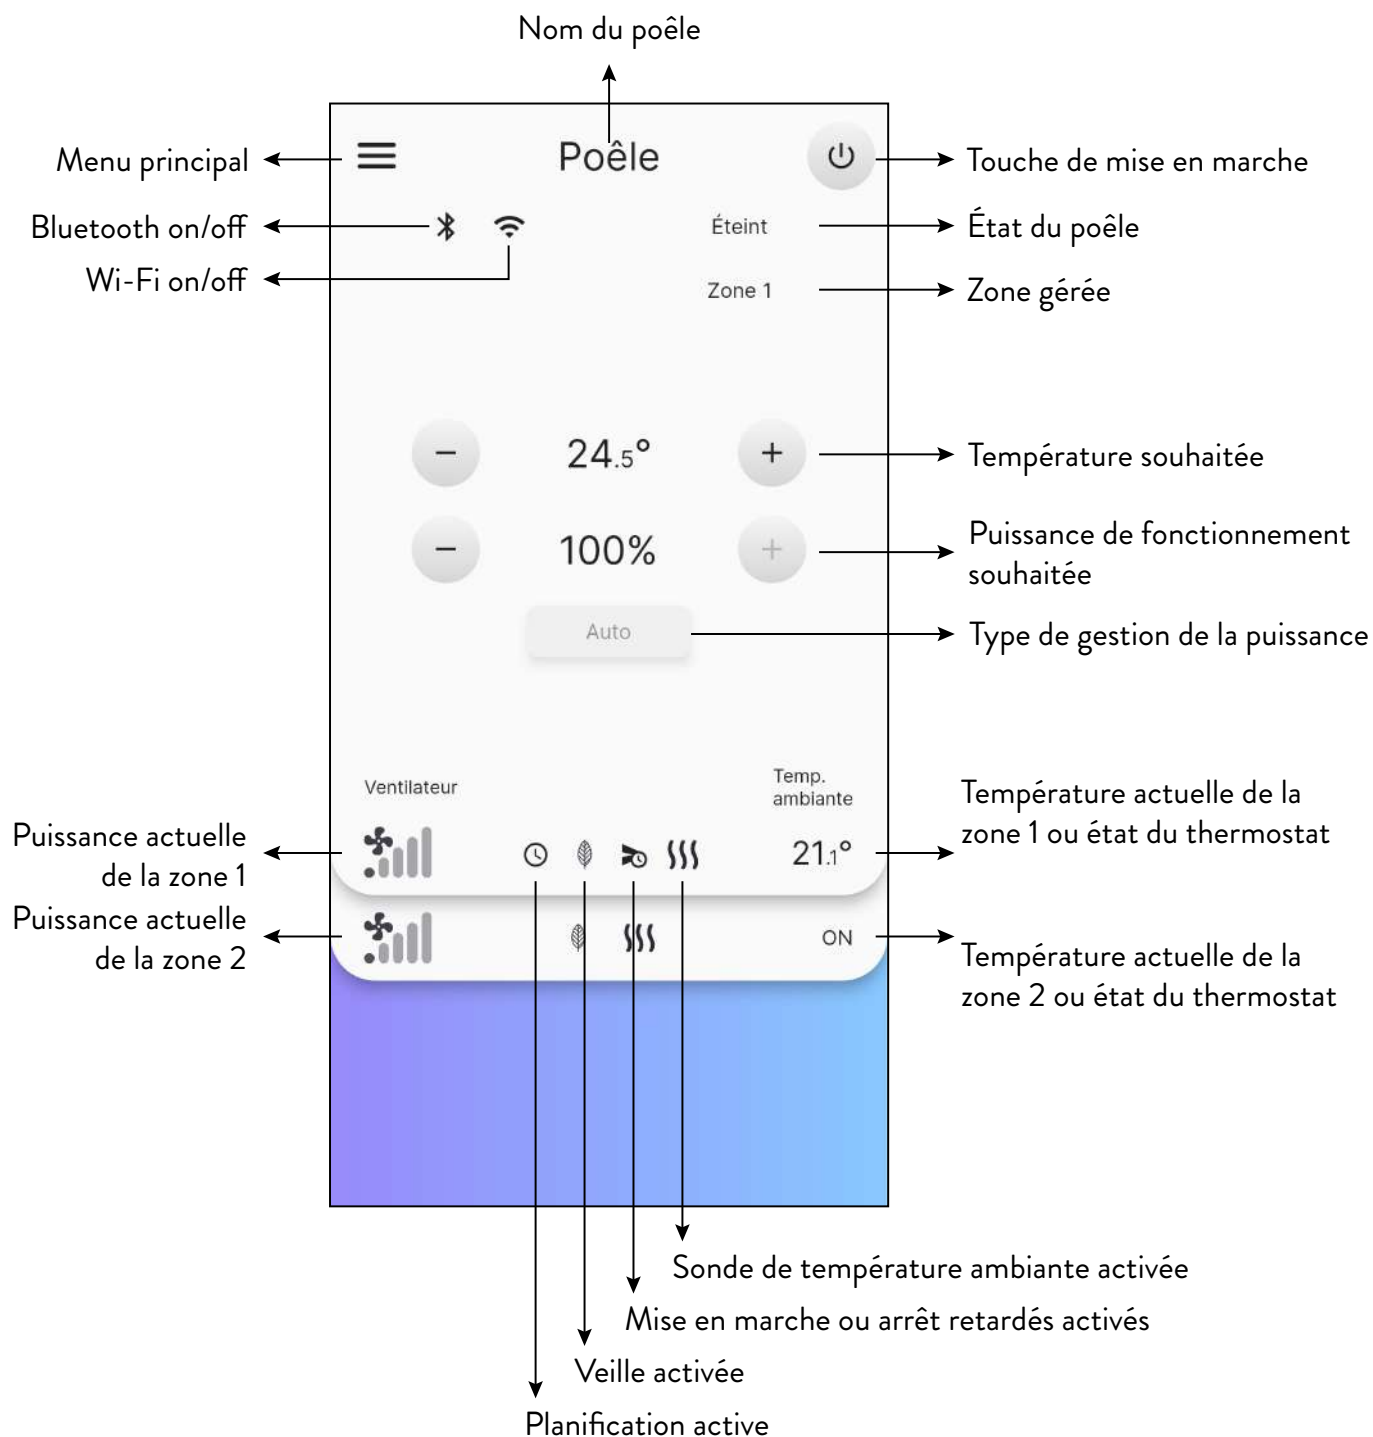 Nom du poêle
Menu principal
Poêle
Touche de mise en marche
Bluetooth on/off
Éteint
État du poêle
Wi-Fi on/off
Zone 1
Zone gérée
24.5°
Température souhaitée
100%
Puissance de fonctionnement
souhaitée
Auto
Type de gestion de la puissance
Ventilateur
Temp.
ambiante
Température actuelle de la
zone 1 ou état du thermostat
Puissance actuelle
de la zone 1
21.1°
Puissance actuelle
de la zone 2
ON
Température actuelle de la
zone 2 ou état du thermostat
Sonde de température ambiante activée
Mise en marche ou arrêt retardés activés
Veille activée
Planification active